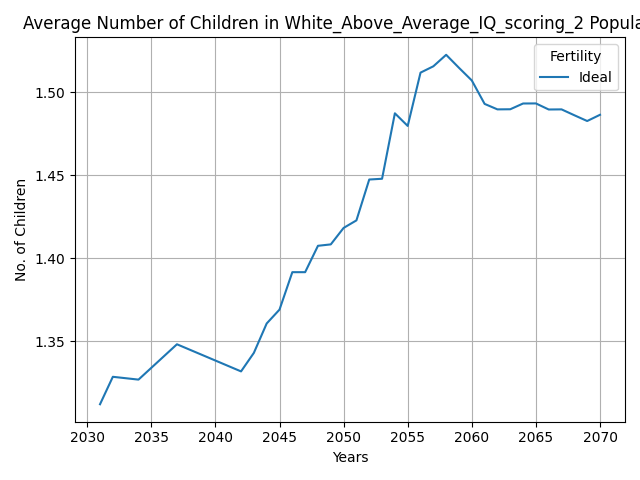 Average Number of Children in White_Above_Average_IQ_scoring_2 Popula
Fertility
Ideal
1.50
1.45
1.40
1.35
No. of Children
2030 2035 2040 2045 2050 2055 2060 2065 2070
Years